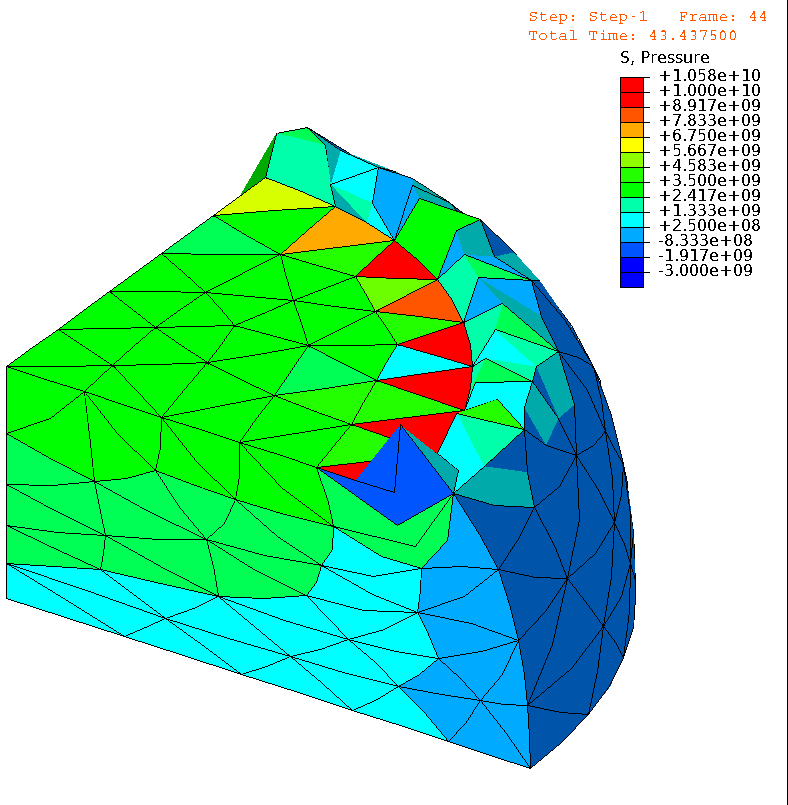 Step: Step-1   Frame: 44
Total Time: 43.437500
S, Pressure
+1.058e+10
+1.000e+10
+8.917e+09
+7.833e+09
+6.750e+09
+5.667e+09
+4.583e+09
+3.500e+09
+2.417e+09
+1.333e+09
+2.500e+08
-8.333e+08
-1.917e+09
-3.000e+09